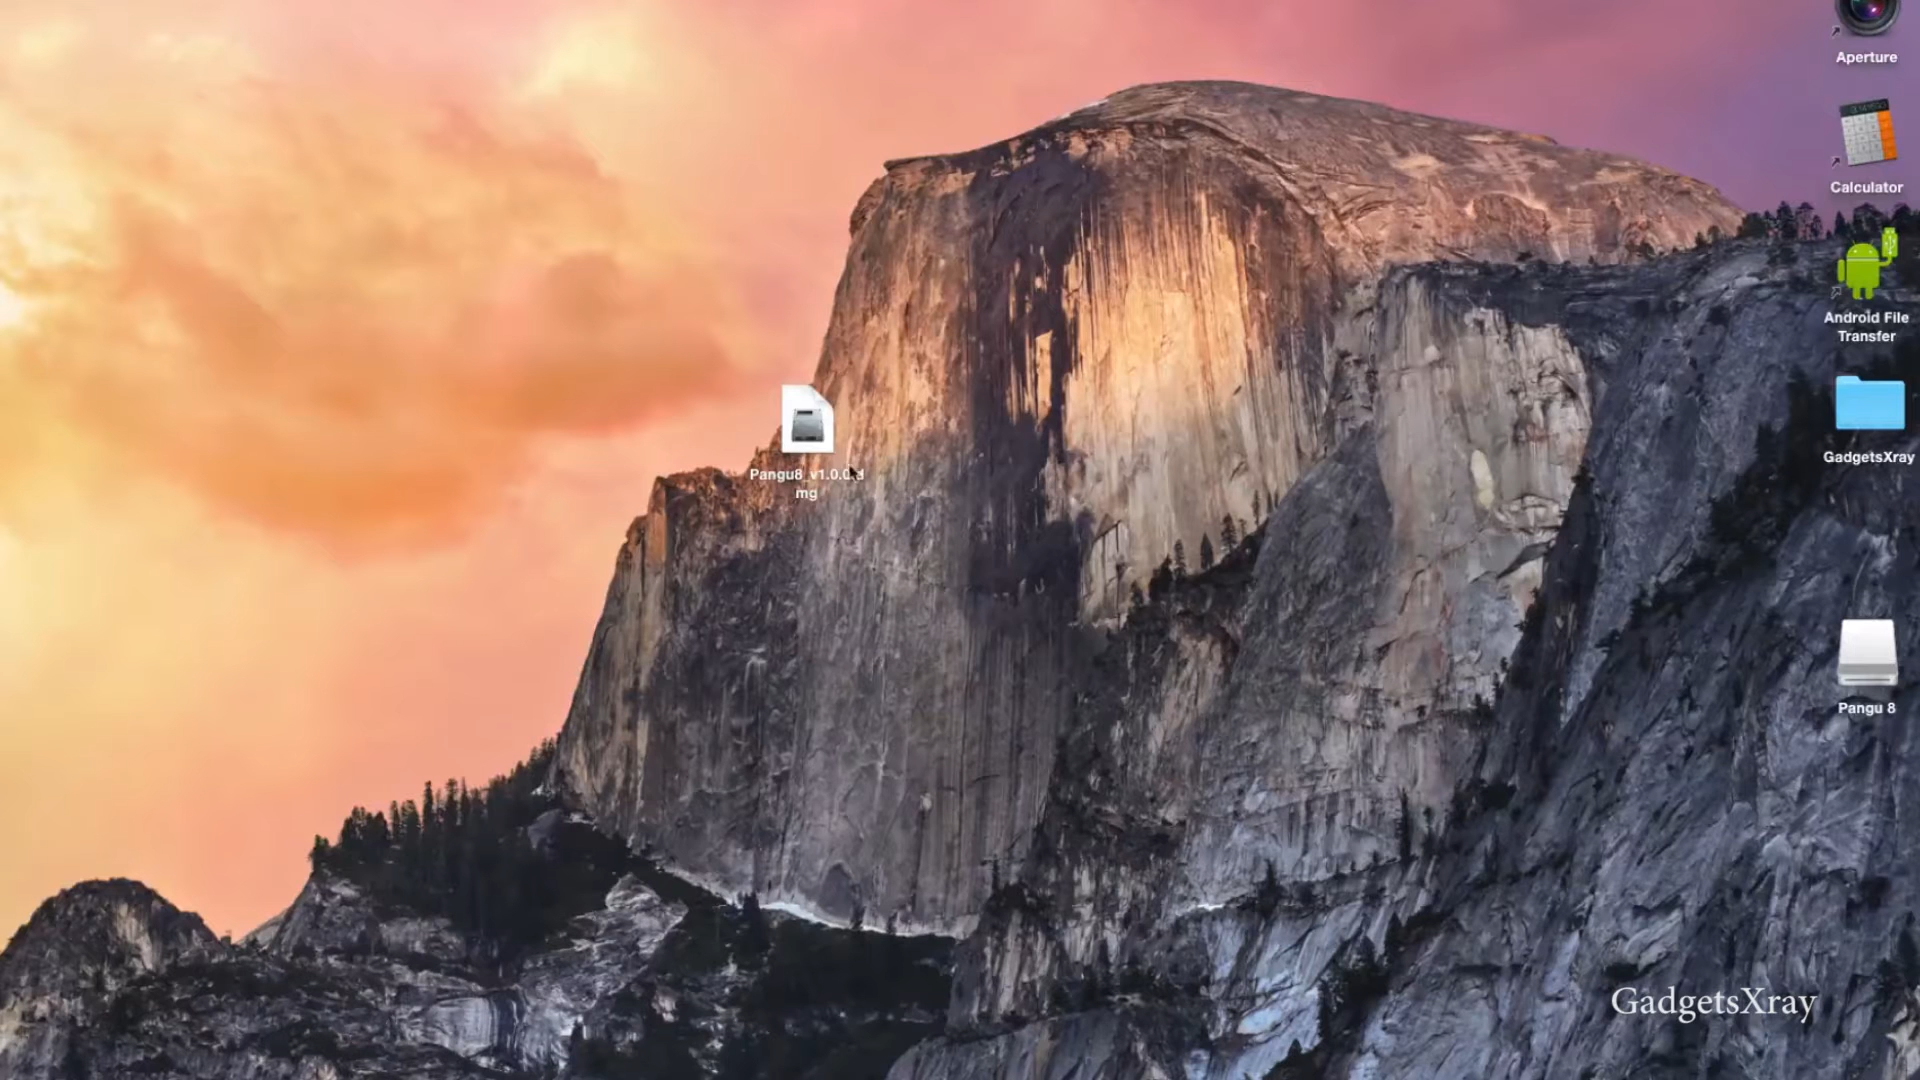 Aperture
Calculator
Android File
Transfer
GadgetsXray
Pangu8_v1.0.0.d
mg
Pangu 8
GadgetsXray